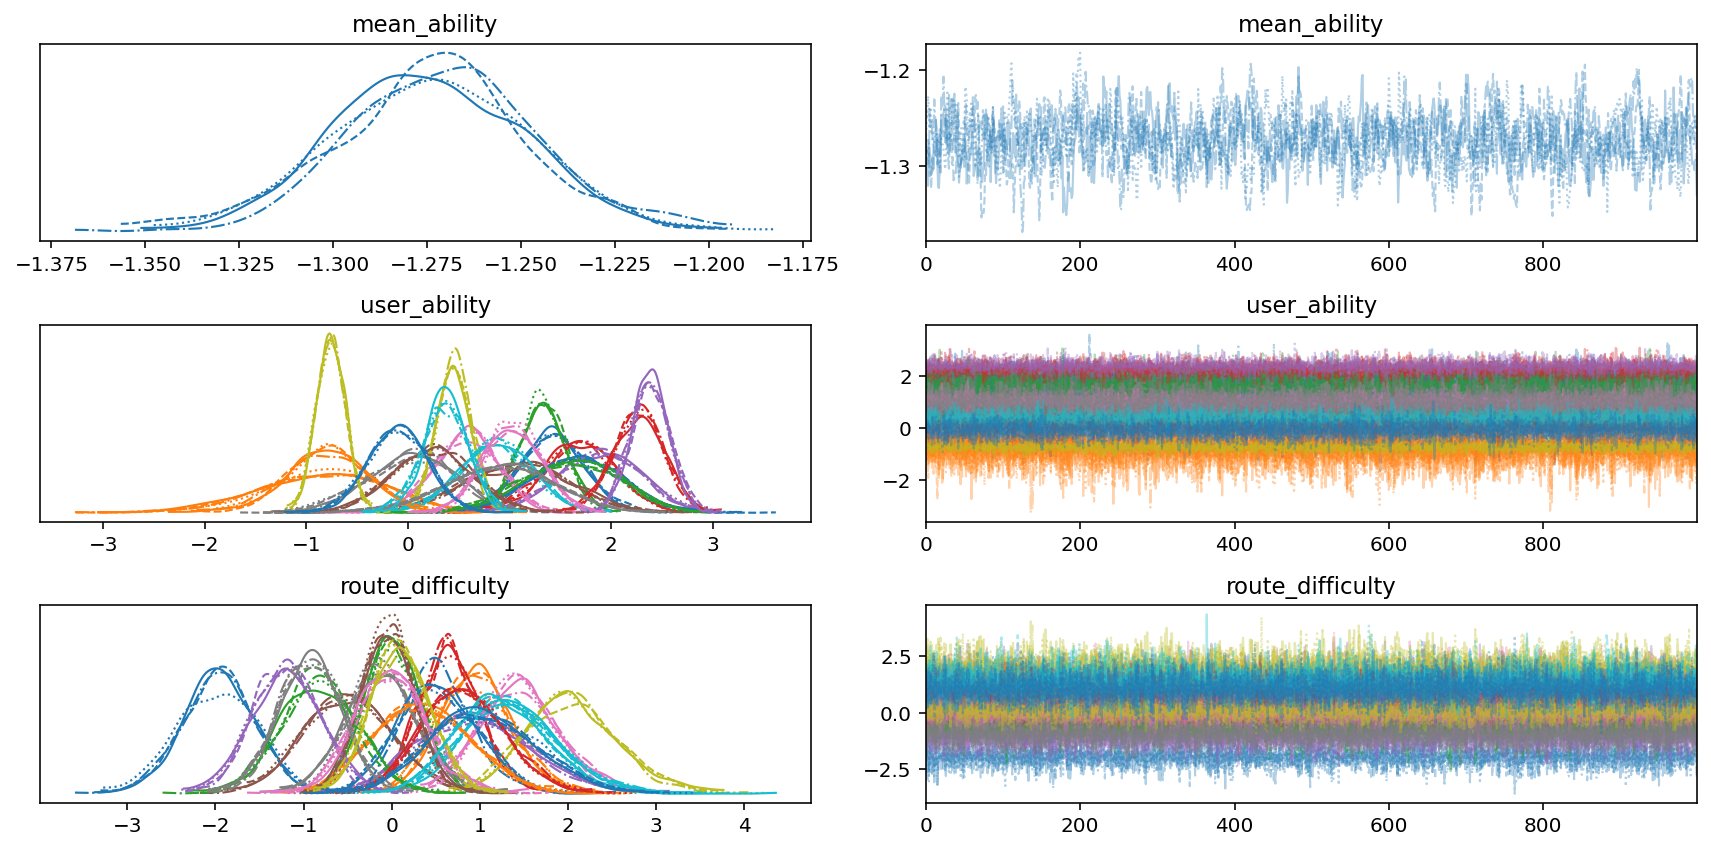 mean_ability
mean_ability
−1.2
−1.3
−1.375 −1.350 −1.325 −1.300 −1.275 −1.250 −1.225 −1.200 −1.175
0 200 400 600 800
user_ability
user_ability
2
0
−2
−3 −2 −1 0 1 2 3
0 200 400 600 800
route_difficulty
route_difficulty
2.5
0.0
−2.5
−3 −2 −1 0 1 2 3 4
0 200 400 600 800